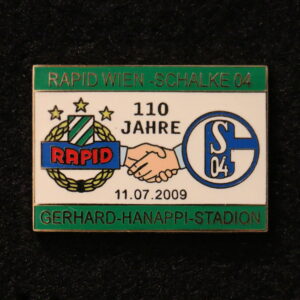 RAPID WIEN - SCHALKE 04
110
JAHRE
RAPID
S
04
11.07.2009
GERHARD-HANAPPI-STADION